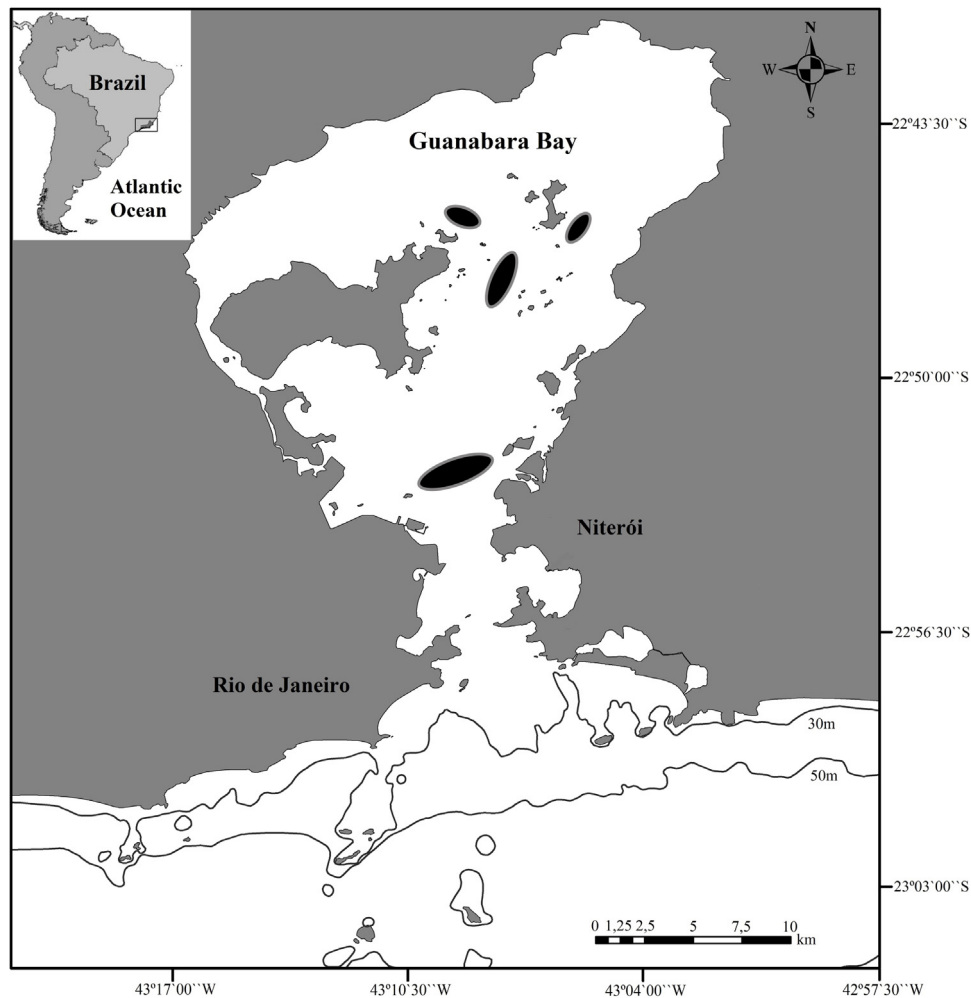 Brazil
Atlantic
Ocean
Guanabara Bay
N
W E
S
22º43`30``S
22º50`00``S
Niterói
22º56`30``S
Rio de Janeiro
30m
50m
23º03`00``S
0 1,25 2,5 5 7,5 10
km
43º17`00``W 43º10`30``W 43º04`00``W 42º57`30``W